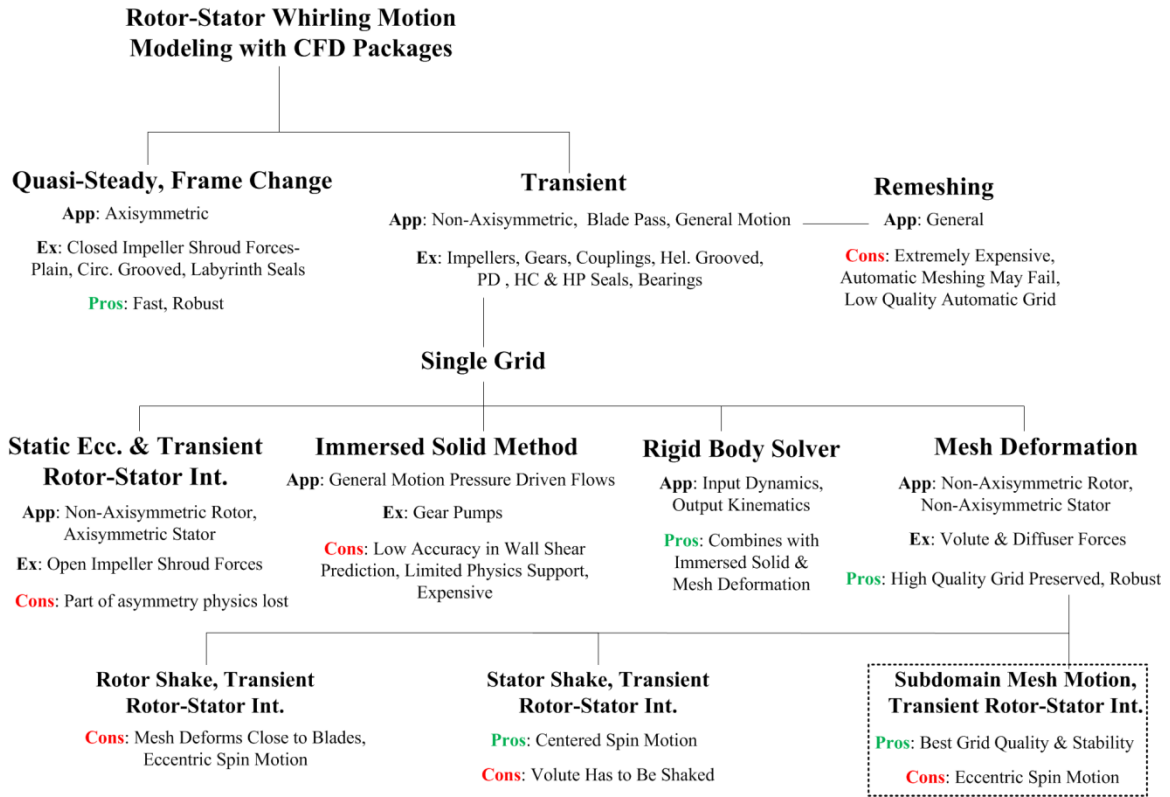 Rotor-Stator Whirling Motion
Modeling with CFD Packages
Quasi-Steady, Frame Change
App: Axisymmetric
Ex: Closed Impeller Shroud Forces-
Plain, Circ. Grooved, Labyrinth Seals
Pros: Fast, Robust
Transient
App: Non-Axisymmetric, Blade Pass, General Motion
Ex: Impellers, Gears, Couplings, Hel. Grooved,
PD , HC & HP Seals, Bearings
Remeshing
App: General
Cons: Extremely Expensive,
Automatic Meshing May Fail,
Low Quality Automatic Grid
Single Grid
Static Ecc. & Transient
Rotor-Stator Int.
App: Non-Axisymmetric Rotor,
Axisymmetric Stator
Ex: Open Impeller Shroud Forces
Cons: Part of asymmetry physics lost
Immersed Solid Method
App: General Motion Pressure Driven Flows
Ex: Gear Pumps
Cons: Low Accuracy in Wall Shear
Prediction, Limited Physics Support,
Expensive
Rigid Body Solver
App: Input Dynamics,
Output Kinematics
Pros: Combines with
Immersed Solid &
Mesh Deformation
Mesh Deformation
App: Non-Axisymmetric Rotor,
Non-Axisymmetric Stator
Ex: Volute & Diffuser Forces
Pros: High Quality Grid Preserved, Robust
Rotor Shake, Transient
Rotor-Stator Int.
Cons: Mesh Deforms Close to Blades,
Eccentric Spin Motion
Stator Shake, Transient
Rotor-Stator Int.
Pros: Centered Spin Motion
Cons: Volute Has to Be Shaked
Subdomain Mesh Motion,
Transient Rotor-Stator Int.
Pros: Best Grid Quality & Stability
Cons: Eccentric Spin Motion